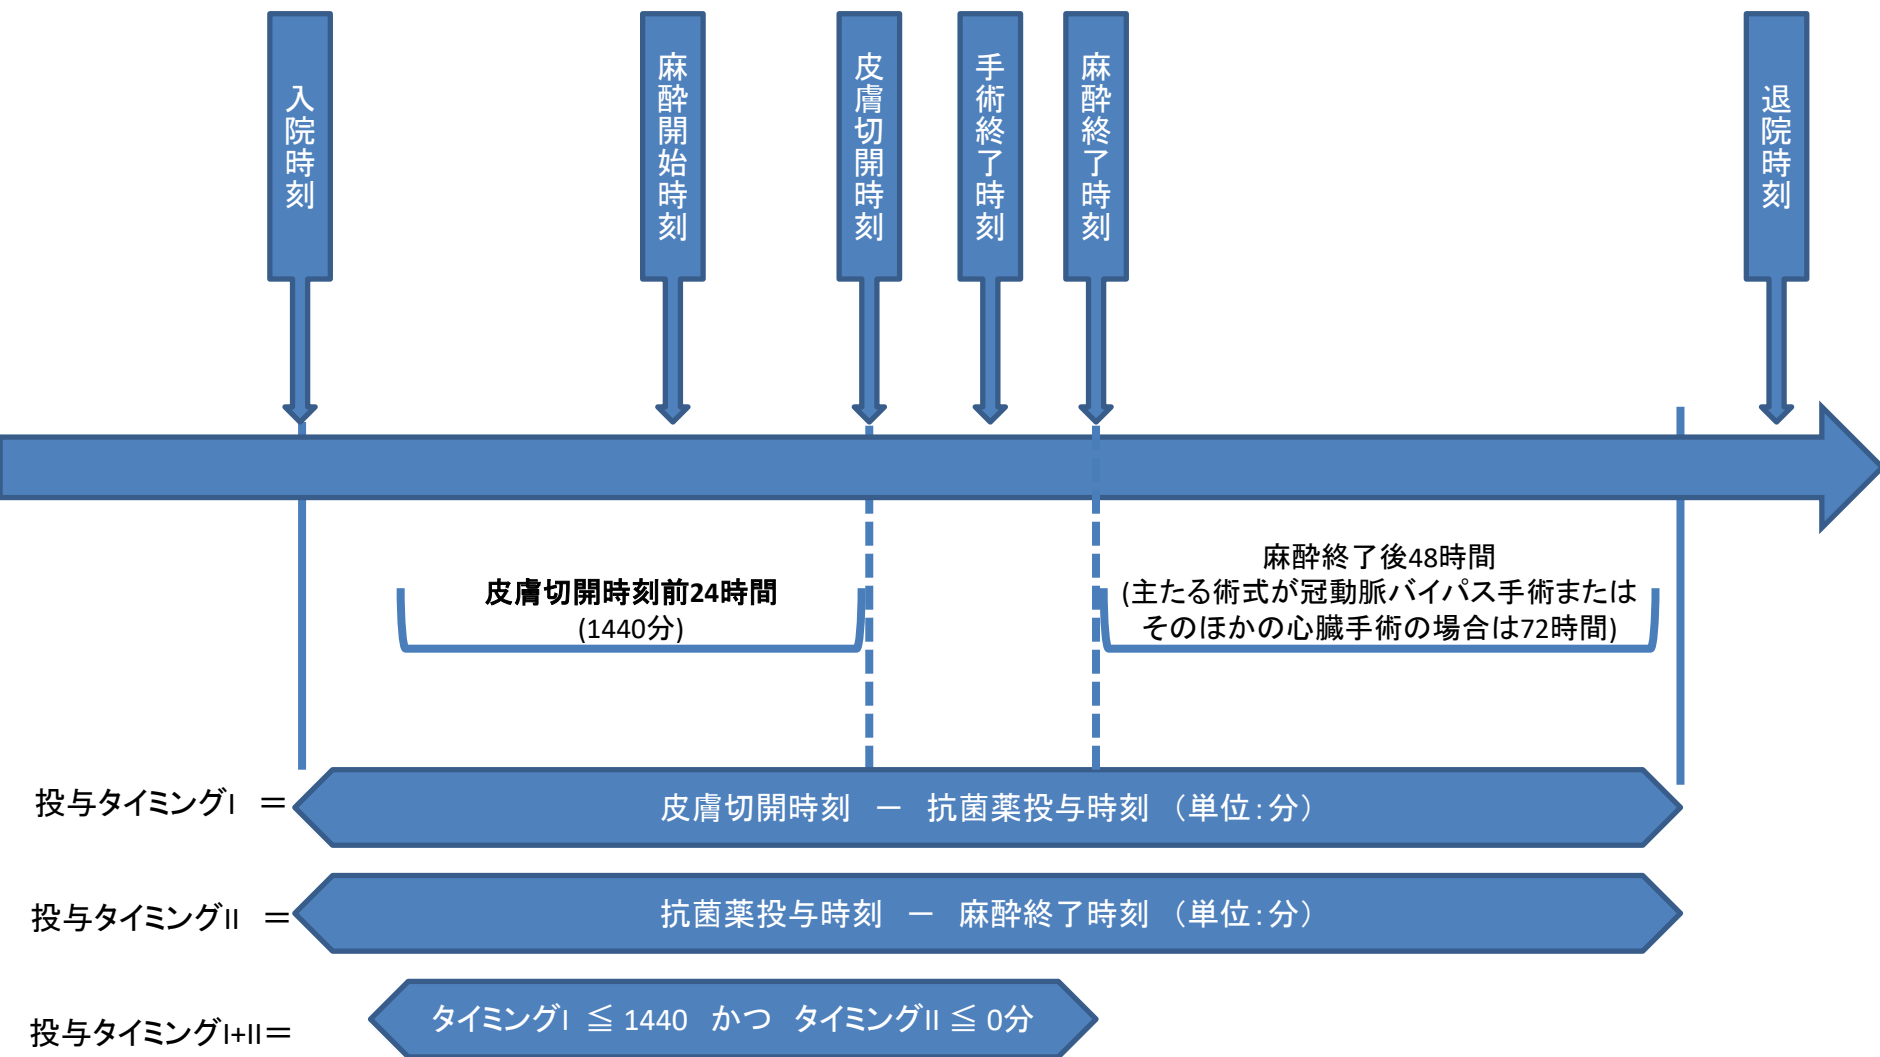 入院時刻
麻酔開始時刻
皮膚切開時刻
手術終了時刻
麻酔終了時刻
退院時刻
皮膚切開時刻前24時間
(1440分)
麻酔終了後48時間
(主たる術式が冠動脈バイパス手術または
そのほかの心臓手術の場合は72時間)
投与タイミングI ＝
皮膚切開時刻 － 抗菌薬投与時刻 （単位：分）
投与タイミングII ＝
抗菌薬投与時刻 － 麻酔終了時刻 （単位：分）
投与タイミングI+II＝
タイミングI ≦ 1440 かつ タイミングII ≦ 0分